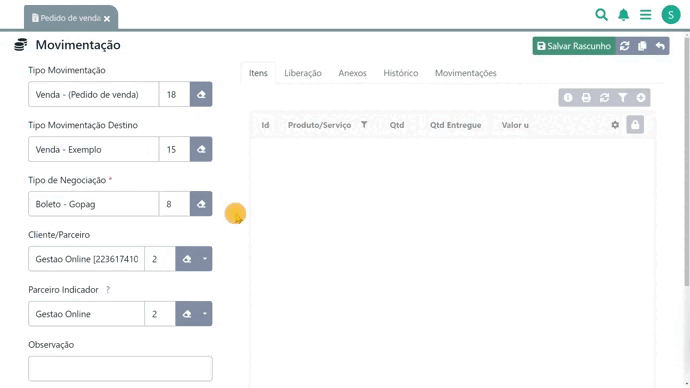 Pedido de venda
S
Movimentação
Salvar Rascunho
Tipo Movimentação
Venda - (Pedido de venda) 18
Tipo Movimentação Destino
Venda - Exemplo 15
Tipo de Negociação *
Boleto - Gopag 8
Cliente/Parceiro
Gestao Online [223617410 2
Parceiro Indicador ?
Gestao Online 2
Observação
Itens Liberação Anexos Histórico Movimentações
Id Produto/Serviço Qtd Qtd Entregue Valor u